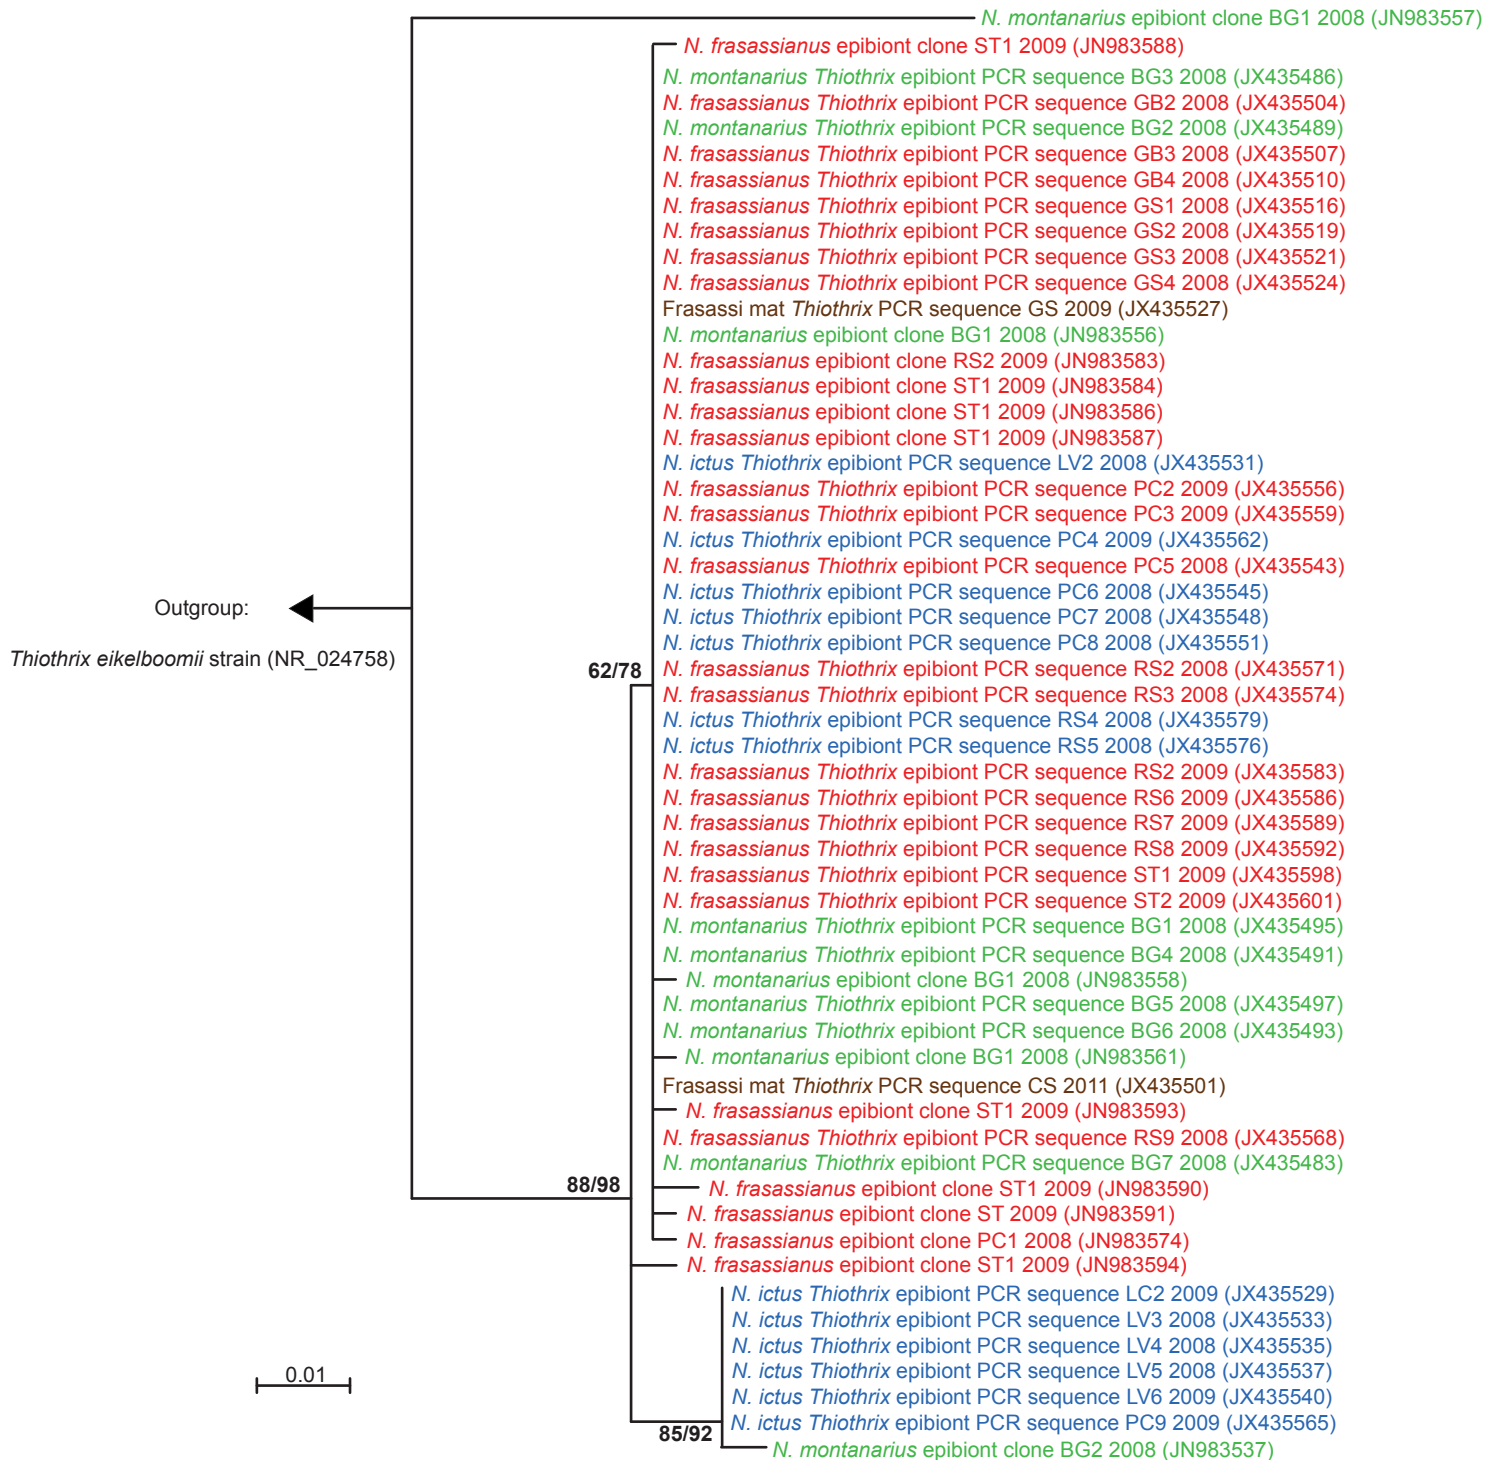 N. montanarius epibiont clone BG1 2008 (JN983557)
N. frasassianus epibiont clone ST1 2009 (JN983588)
N. montanarius Thiothrix epibiont PCR sequence BG3 2008 (JX435486)
N. frasassianus Thiothrix epibiont PCR sequence GB2 2008 (JX435504)
N. montanarius Thiothrix epibiont PCR sequence BG2 2008 (JX435489)
N. frasassianus Thiothrix epibiont PCR sequence GB3 2008 (JX435507)
N. frasassianus Thiothrix epibiont PCR sequence GB4 2008 (JX435510)
N. frasassianus Thiothrix epibiont PCR sequence GS1 2008 (JX435516)
N. frasassianus Thiothrix epibiont PCR sequence GS2 2008 (JX435519)
N. frasassianus Thiothrix epibiont PCR sequence GS3 2008 (JX435521)
N. frasassianus Thiothrix epibiont PCR sequence GS4 2008 (JX435524)
Frasassi mat Thiothrix PCR sequence GS 2009 (JX435527)
N. montanarius epibiont clone BG1 2008 (JN983556)
N. frasassianus epibiont clone RS2 2009 (JN983583)
N. frasassianus epibiont clone ST1 2009 (JN983584)
N. frasassianus epibiont clone ST1 2009 (JN983586)
N. frasassianus epibiont clone ST1 2009 (JN983587)
N. ictus Thiothrix epibiont PCR sequence LV2 2008 (JX435531)
N. frasassianus Thiothrix epibiont PCR sequence PC2 2009 (JX435556)
N. frasassianus Thiothrix epibiont PCR sequence PC3 2009 (JX435559)
N. ictus Thiothrix epibiont PCR sequence PC4 2009 (JX435562)
N. frasassianus Thiothrix epibiont PCR sequence PC5 2008 (JX435543)
N. ictus Thiothrix epibiont PCR sequence PC6 2008 (JX435545)
Outgroup:
N. ictus Thiothrix epibiont PCR sequence PC7 2008 (JX435548)
N. ictus Thiothrix epibiont PCR sequence PC8 2008 (JX435551)
Thiothrix eikelboomii strain (NR_024758)
62/78
N. frasassianus Thiothrix epibiont PCR sequence RS2 2008 (JX435571)
N. frasassianus Thiothrix epibiont PCR sequence RS3 2008 (JX435574)
N. ictus Thiothrix epibiont PCR sequence RS4 2008 (JX435579)
N. ictus Thiothrix epibiont PCR sequence RS5 2008 (JX435576)
N. frasassianus Thiothrix epibiont PCR sequence RS2 2009 (JX435583)
N. frasassianus Thiothrix epibiont PCR sequence RS6 2009 (JX435586)
N. frasassianus Thiothrix epibiont PCR sequence RS7 2009 (JX435589)
N. frasassianus Thiothrix epibiont PCR sequence RS8 2009 (JX435592)
N. frasassianus Thiothrix epibiont PCR sequence ST1 2009 (JX435598)
N. frasassianus Thiothrix epibiont PCR sequence ST2 2009 (JX435601)
N. montanarius Thiothrix epibiont PCR sequence BG1 2008 (JX435495)
N. montanarius Thiothrix epibiont PCR sequence BG4 2008 (JX435491)
N. montanarius epibiont clone BG1 2008 (JN983558)
N. montanarius Thiothrix epibiont PCR sequence BG5 2008 (JX435497)
N. montanarius Thiothrix epibiont PCR sequence BG6 2008 (JX435493)
N. montanarius epibiont clone BG1 2008 (JN983561)
Frasassi mat Thiothrix PCR sequence CS 2011 (JX435501)
N. frasassianus epibiont clone ST1 2009 (JN983593)
N. frasassianus Thiothrix epibiont PCR sequence RS9 2008 (JX435568)
N. montanarius Thiothrix epibiont PCR sequence BG7 2008 (JX435483)
88/98
N. frasassianus epibiont clone ST1 2009 (JN983590)
N. frasassianus epibiont clone ST 2009 (JN983591)
N. frasassianus epibiont clone PC1 2008 (JN983574)
N. frasassianus epibiont clone ST1 2009 (JN983594)
N. ictus Thiothrix epibiont PCR sequence LC2 2009 (JX435529)
N. ictus Thiothrix epibiont PCR sequence LV3 2008 (JX435533)
N. ictus Thiothrix epibiont PCR sequence LV4 2008 (JX435535)
N. ictus Thiothrix epibiont PCR sequence LV5 2008 (JX435537)
0.01
N. ictus Thiothrix epibiont PCR sequence LV6 2009 (JX435540)
N. ictus Thiothrix epibiont PCR sequence PC9 2009 (JX435565)
85/92
N. montanarius epibiont clone BG2 2008 (JN983537)